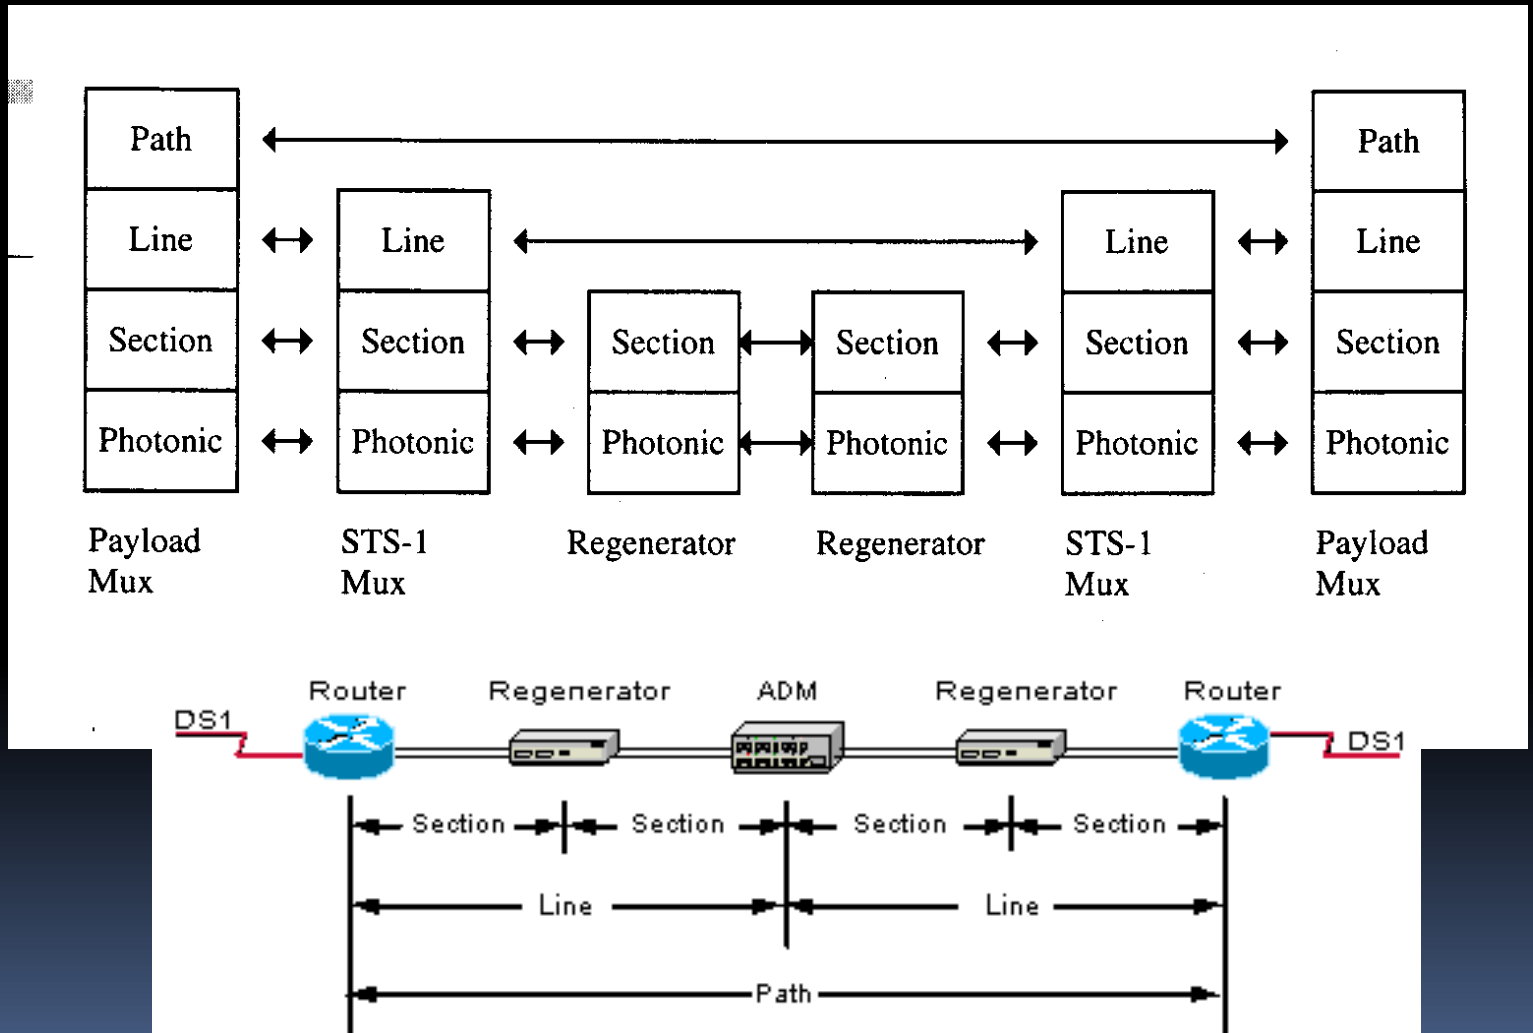 Path
Path
Line
Line
Line
Line
Section
Section
Section
Section
Section
Section
Photonic
Photonic
Photonic
Photonic
Photonic
Photonic
Payload
Mux
STS-1
Mux
Regenerator
Regenerator
STS-1
Mux
Payload
Mux
Router
Regenerator
ADM
Regenerator
Router
DS1
DS1
Section
Section
Section
Section
Line
Line
Path